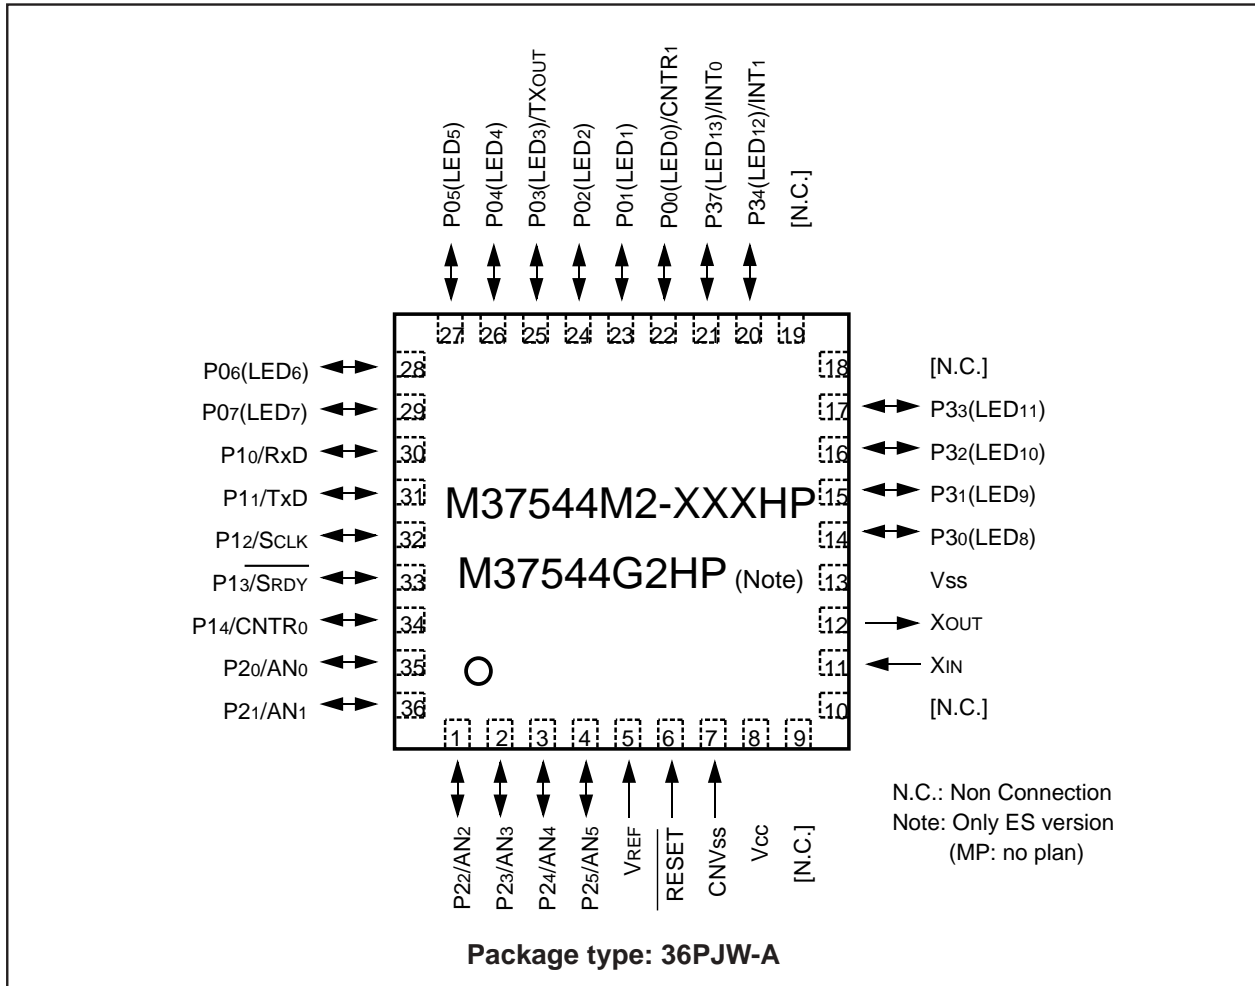 P05(LED5)
P04(LED4)
P03(LED3)/TXOUT
P02(LED2)
P01(LED1)
P00(LED0)/CNTR1
P37(LED13)/INT0
P34(LED12)/INT1
[N.C.]
27 26 25 24 23 22 21 20 19
P06(LED6) 28
P07(LED7) 29
P10/RxD 30
P11/TxD 31
P12/SCLK 32
P13/SRDY 33
P14/CNTR0 34
P20/AN0 35
P21/AN1 36
M37544M2-XXXHP
M37544G2HP (Note)
18 [N.C.]
17 P33(LED11)
16 P32(LED10)
15 P31(LED9)
14 P30(LED8)
13 Vss
12 XOUT
11 XIN
10 [N.C.]
1 2 3 4 5 6 7 8 9
P22/AN2
P23/AN3
P24/AN4
P25/AN5
VREF
RESET
CNVss
Vcc
[N.C.]
N.C.: Non Connection
Note: Only ES version
(MP: no plan)
Package type: 36PJW-A